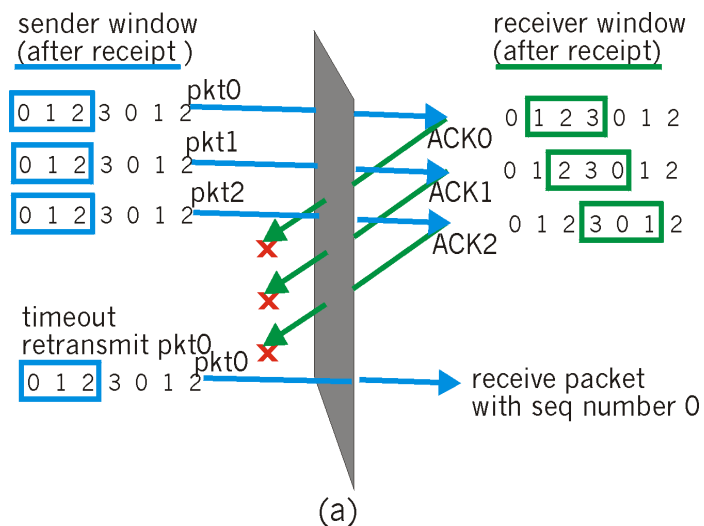 sender window
(after receipt )
receiver window
(after receipt)
0 1 2 3 0 1 2
pkt0
ACK0
0 1 2 3 0 1 2
0 1 2 3 0 1 2
pkt1
ACK1
0 1 2 3 0 1 2
0 1 2 3 0 1 2
pkt2
ACK2
0 1 2 3 0 1 2
timeout
retransmit pkt0
0 1 2 3 0 1 2
pkt0
receive packet
with seq number 0
(a)